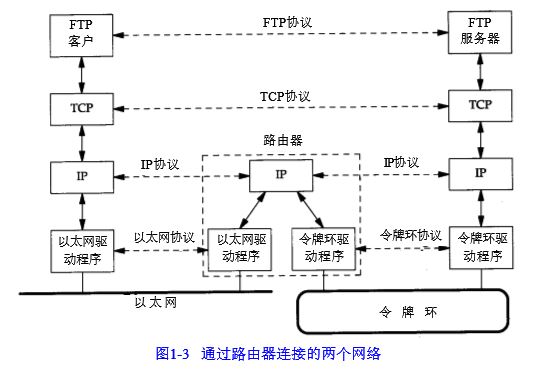 FTP
客户
FTP协议
FTP
服务器
TCP
TCP协议
TCP
路由器
IP
IP协议
IP
IP协议
IP
以太网驱
动程序
以太网协议
以太网驱
动程序
令牌环驱
动程序
令牌环协议
令牌环驱
动程序
以太网
令牌环
图1-3 通过路由器连接的两个网络